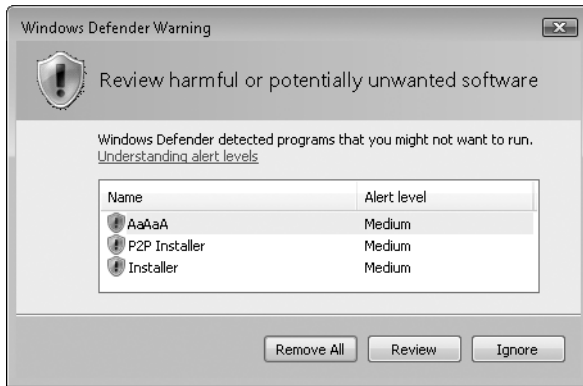 Windows Defender Warning
Review harmful or potentially unwanted software
Windows Defender detected programs that you might not want to run.
Understanding alert levels
Name Alert level
AaAaA Medium
P2P Installer Medium
Installer Medium
Remove All Review Ignore